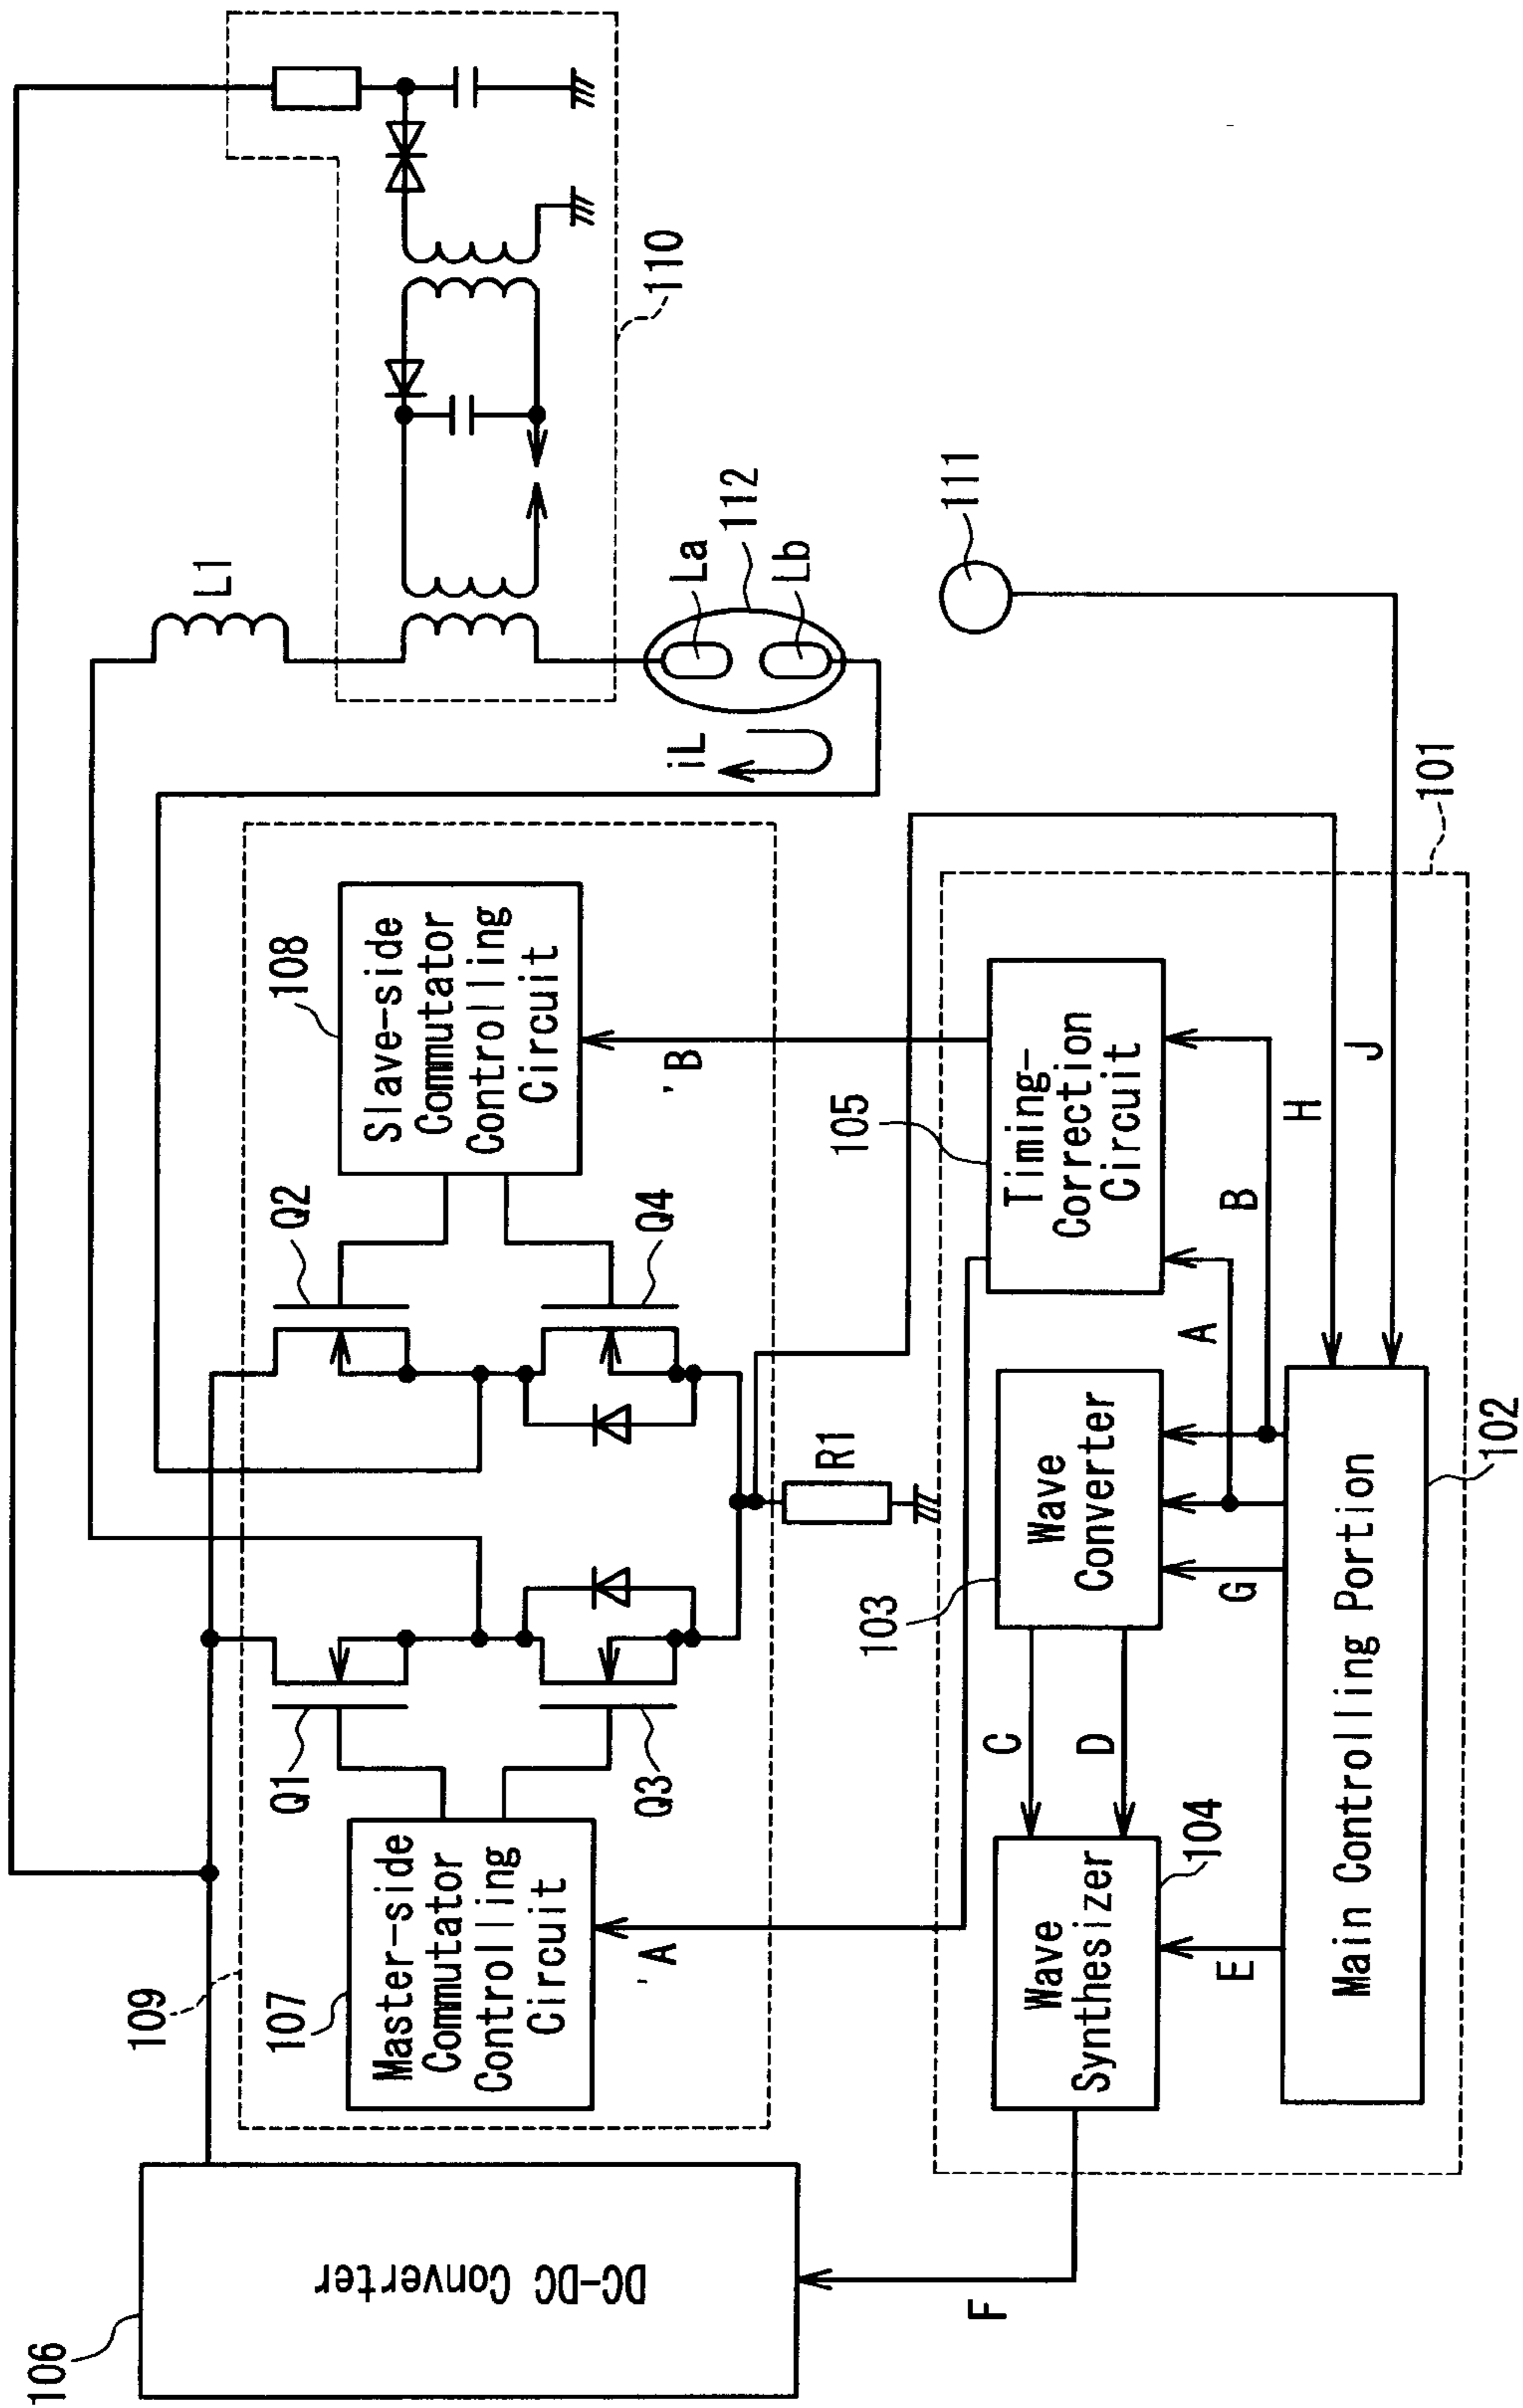 106
DC-DC Converter
F
109
107
Master-side
Commutator
Controlling
Circuit
'A
Q1
Q3
Q2
Q4
108
Slave-side
Commutator
Controlling
Circuit
'B
R1
L1
110
La
Lb
112
iL
111
101
105
Timing-
Correction
Circuit
103
Wave
Converter
104
Wave
Synthesizer
C
D
E
G
A
B
H
J
Main Controlling Portion
102